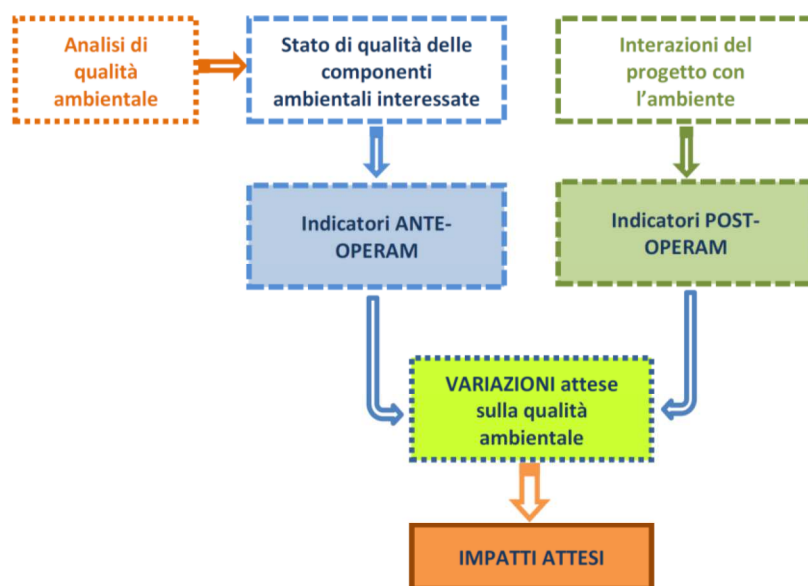 Analisi di
qualità
ambientale
Stato di qualità delle
componenti
ambientali interessate
Interazioni del
progetto con
l'ambiente
Indicatori ANTE-
OPERAM
Indicatori POST-
OPERAM
VARIAZIONI attese
sulla qualità
ambientale
IMPATTI ATTESI